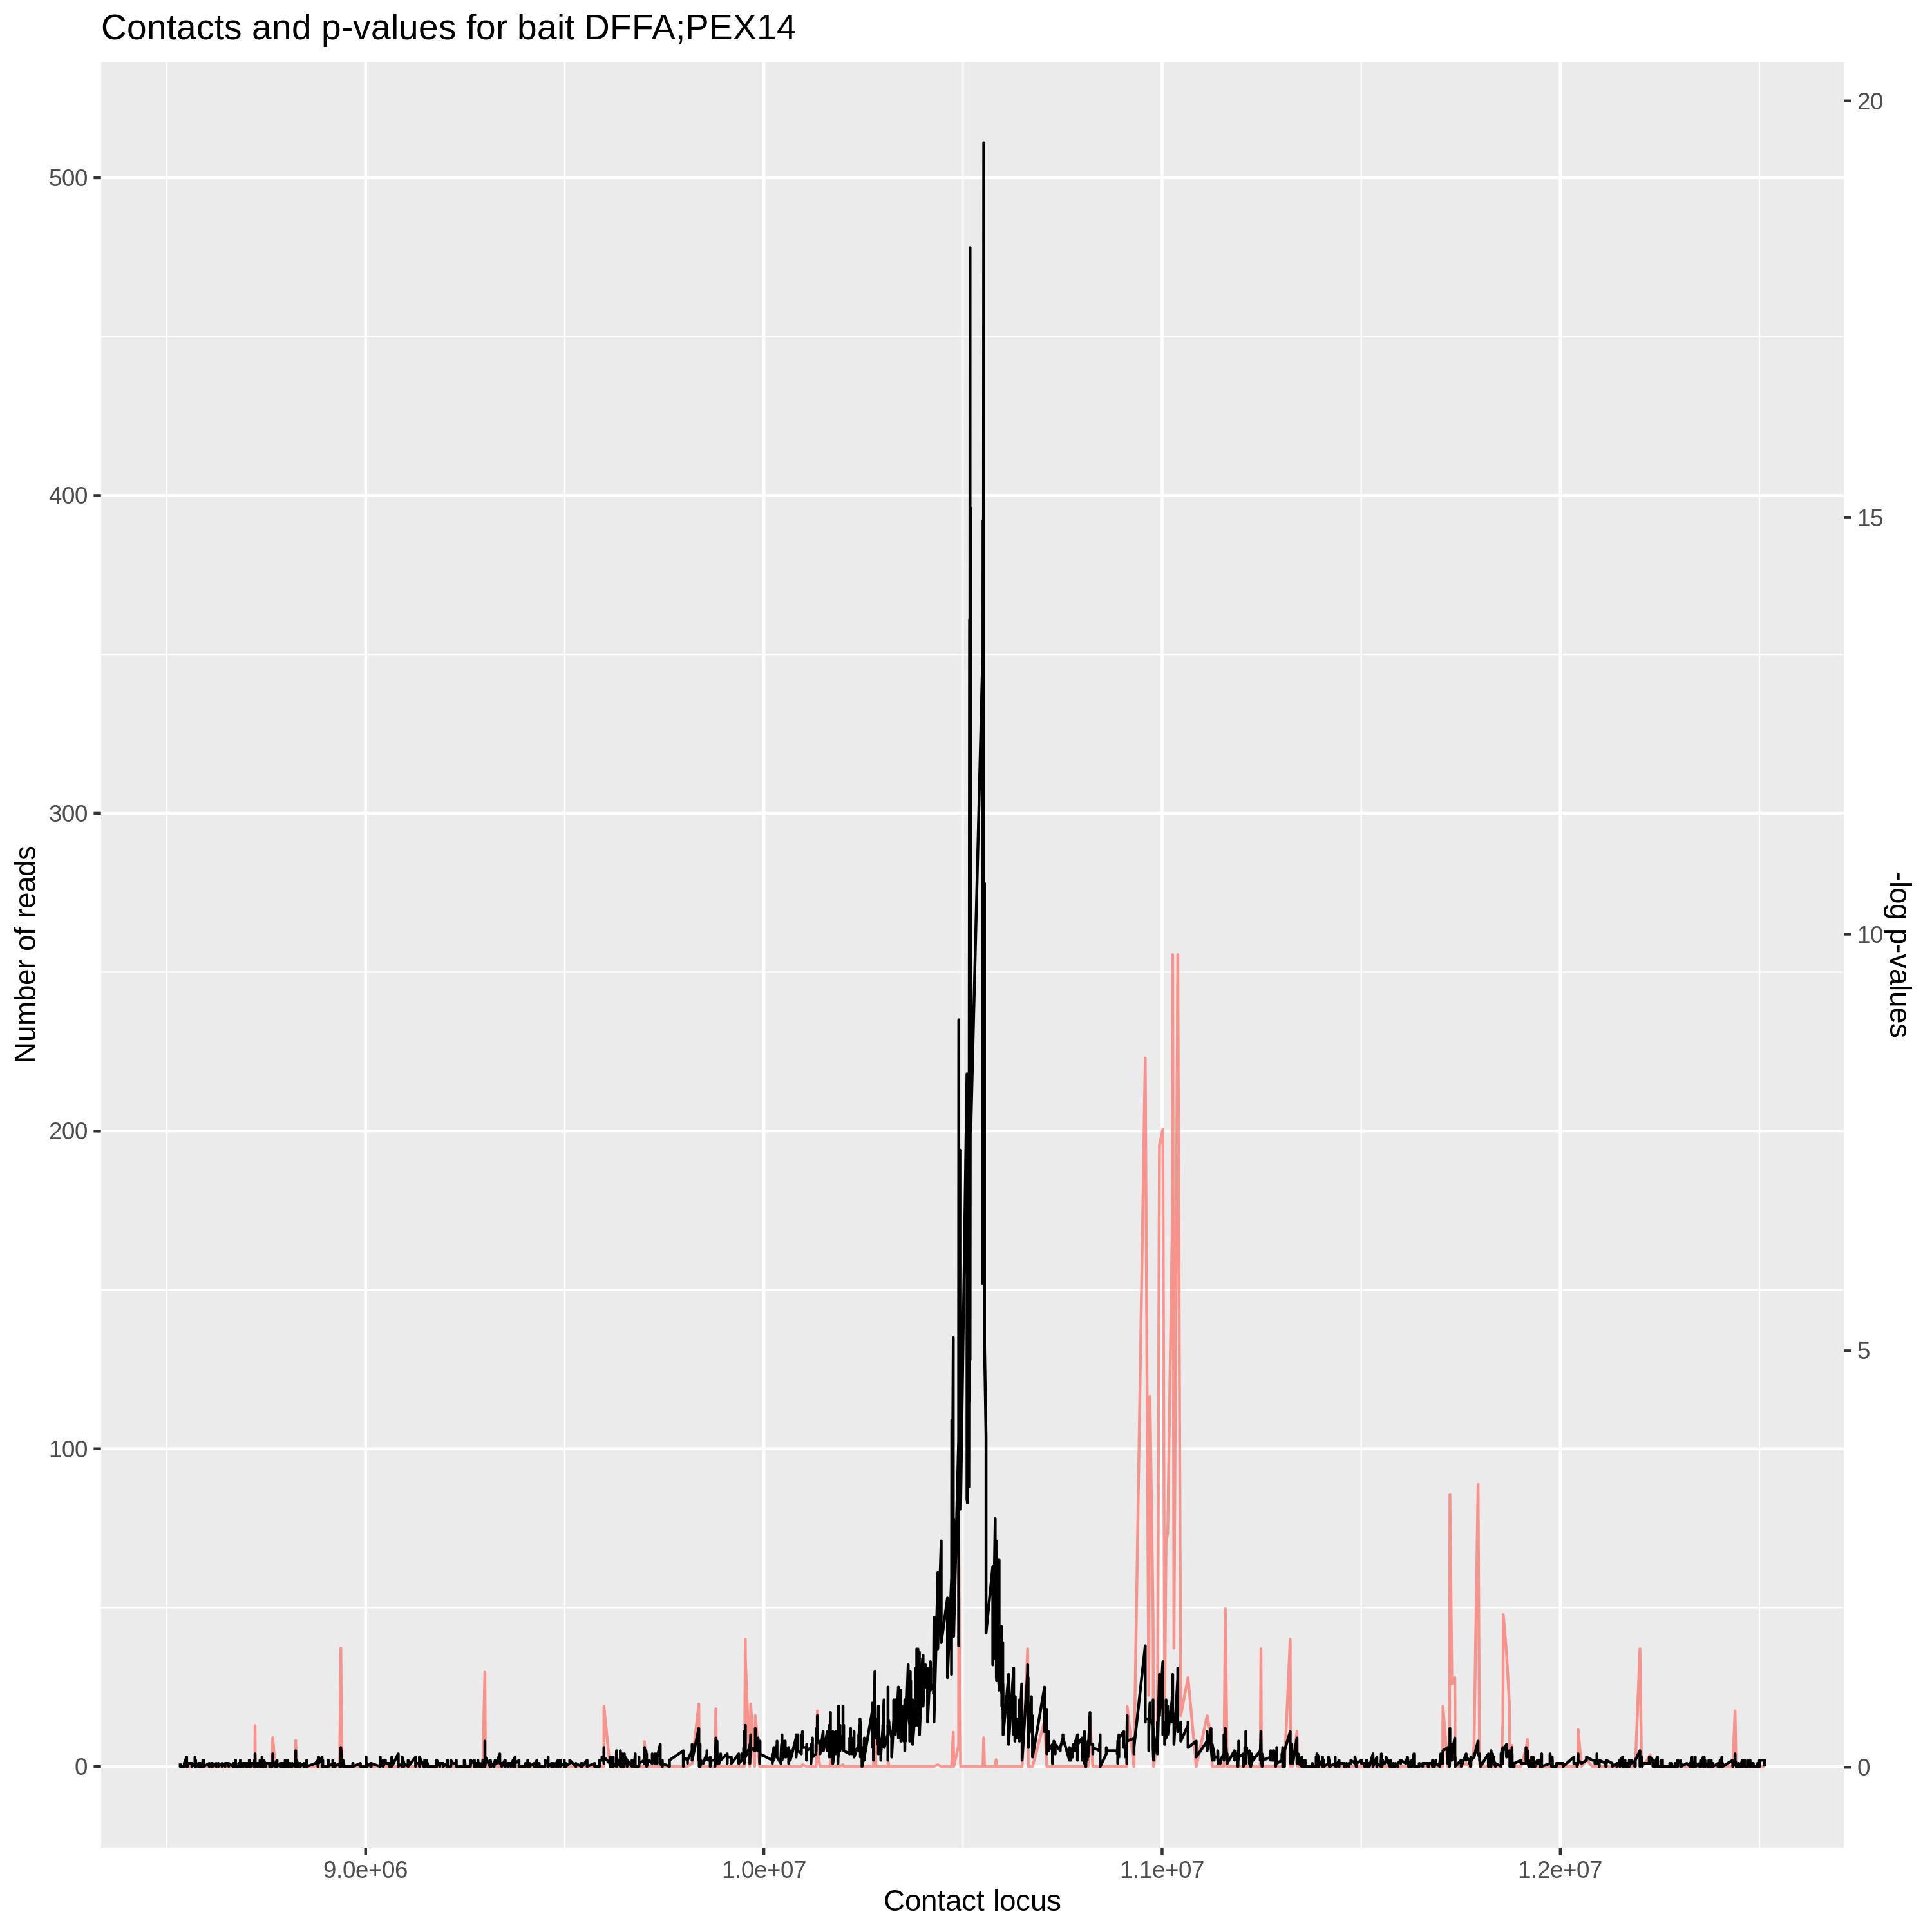 Contacts and p-values for bait DFFA;PEX14
Number of reads
500
400
300
200
100
0
20
15
10
5
0
-log p-values
9.0e+06
1.0e+07
1.1e+07
1.2e+07
Contact locus